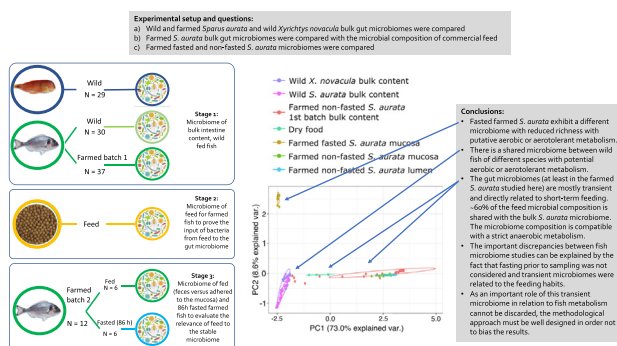 Experimental setup and questions:
a) Wild and farmed Sparus aurata and wild Xyrichtys novacula bulk gut microbiomes were compared
b) Farmed S. aurata bulk gut microbiomes were compared with the microbial composition of commercial feed
c) Farmed fasted and non-fasted S. aurata microbiomes were compared
Wild
N = 29
Wild
N = 30
Farmed batch 1
N = 37
Stage 1:
Microbiome of
bulk intestine
content, wild
fed fish
Feed
Stage 2:
Microbiome of
feed for farmed
fish to prove the
input of bacteria
from feed to the
gut microbiome
Farmed
batch 2
N = 12
Fed
N = 6
Fasted (86 h)
N = 6
Stage 3:
Microbiome of fed
(feces versus adhered
to the mucosa) and
86h fasted farmed
fish to evaluate the
relevance of feed to
the stable
microbiome
Wild X. novacula bulk content
Wild S. aurata bulk content
Farmed non-fasted S. aurata
1st batch bulk content
Dry food
Farmed fasted S. aurata mucosa
Farmed non-fasted S. aurata mucosa
Farmed non-fasted S. aurata lumen
PC2 (8.6% explained var.)
2
1
0
-1
-2.5
0.0
2.5
5.0
PC1 (73.0% explained var.)
Conclusions:
• Fasted farmed S. aurata exhibit a different
microbiome with reduced richness with
putative aerobic or aerotolerant metabolism.
• There is a shared microbiome between wild
fish of different species with potential
aerobic or aerotolerant metabolism.
• The gut microbiomes (at least in the farmed
S. aurata studied here) are mostly transient
and directly related to short-term feeding.
~60% of the feed microbial composition is
shared with the bulk S. aurata microbiome.
The microbiome composition is compatible
with a strict anaerobic metabolism.
• The important discrepancies between fish
microbiome studies can be explained by the
fact that fasting prior to sampling was not
considered and transient microbiomes were
related to the feeding habits.
• As an important role of this transient
microbiome in relation to fish metabolism
cannot be discarded, the methodological
approach must be well designed in order not
to bias the results.